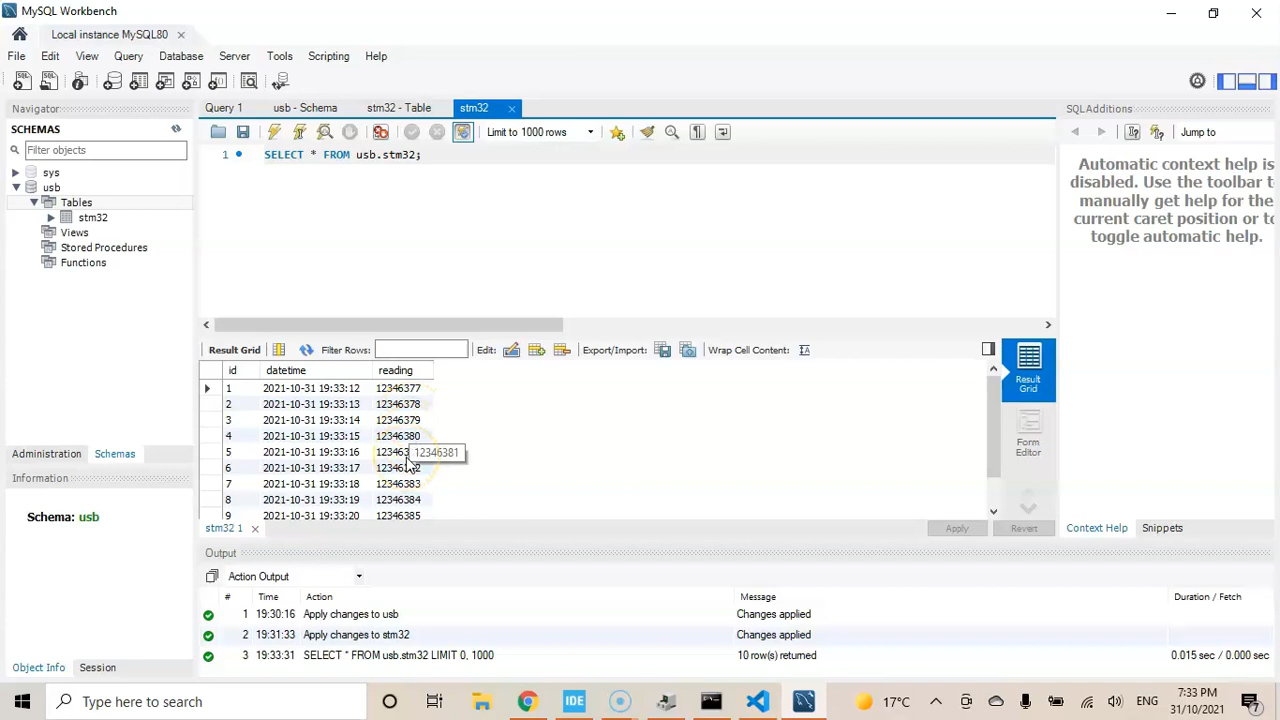 MySQL Workbench
Local instance MySQL80
File Edit View Query Database Server Tools Scripting Help
Navigator
SCHEMAS
Filter objects
sys
usb
Tables
stm32
Views
Stored Procedures
Functions
Administration Schemas
Information
Schema: usb
Object Info Session
Query 1 usb - Schema stm32 - Table stm32
Limit to 1000 rows
1 SELECT * FROM usb.stm32;
Result Grid Filter Rows: Edit: Export/Import: Wrap Cell Content:
id datetime reading
1 2021-10-31 19:33:12 12346377
2 2021-10-31 19:33:13 12346378
3 2021-10-31 19:33:14 12346379
4 2021-10-31 19:33:15 12346380
5 2021-10-31 19:33:16 12346381
6 2021-10-31 19:33:17
7 2021-10-31 19:33:18 12346383
8 2021-10-31 19:33:19 12346384
9 2021-10-31 19:33:20 12346385
Result
Grid
Form
Editor
stm32 1 Apply Revert
SQLAdditions
Jump to
Automatic context help is
disabled. Use the toolbar
manually get help for the
current caret position or
toggle automatic help.
Context Help Snippets
Output
Action Output
# Time Action Message Duration / Fetch
1 19:30:16 Apply changes to usb Changes applied
2 19:31:33 Apply changes to stm32 Changes applied
3 19:33:31 SELECT * FROM usb.stm32 LIMIT 0, 1000 10 row(s) returned 0.015 sec / 0.000 sec
Type here to search
IDE
17°C
ENG
7:33 PM
31/10/2021
7